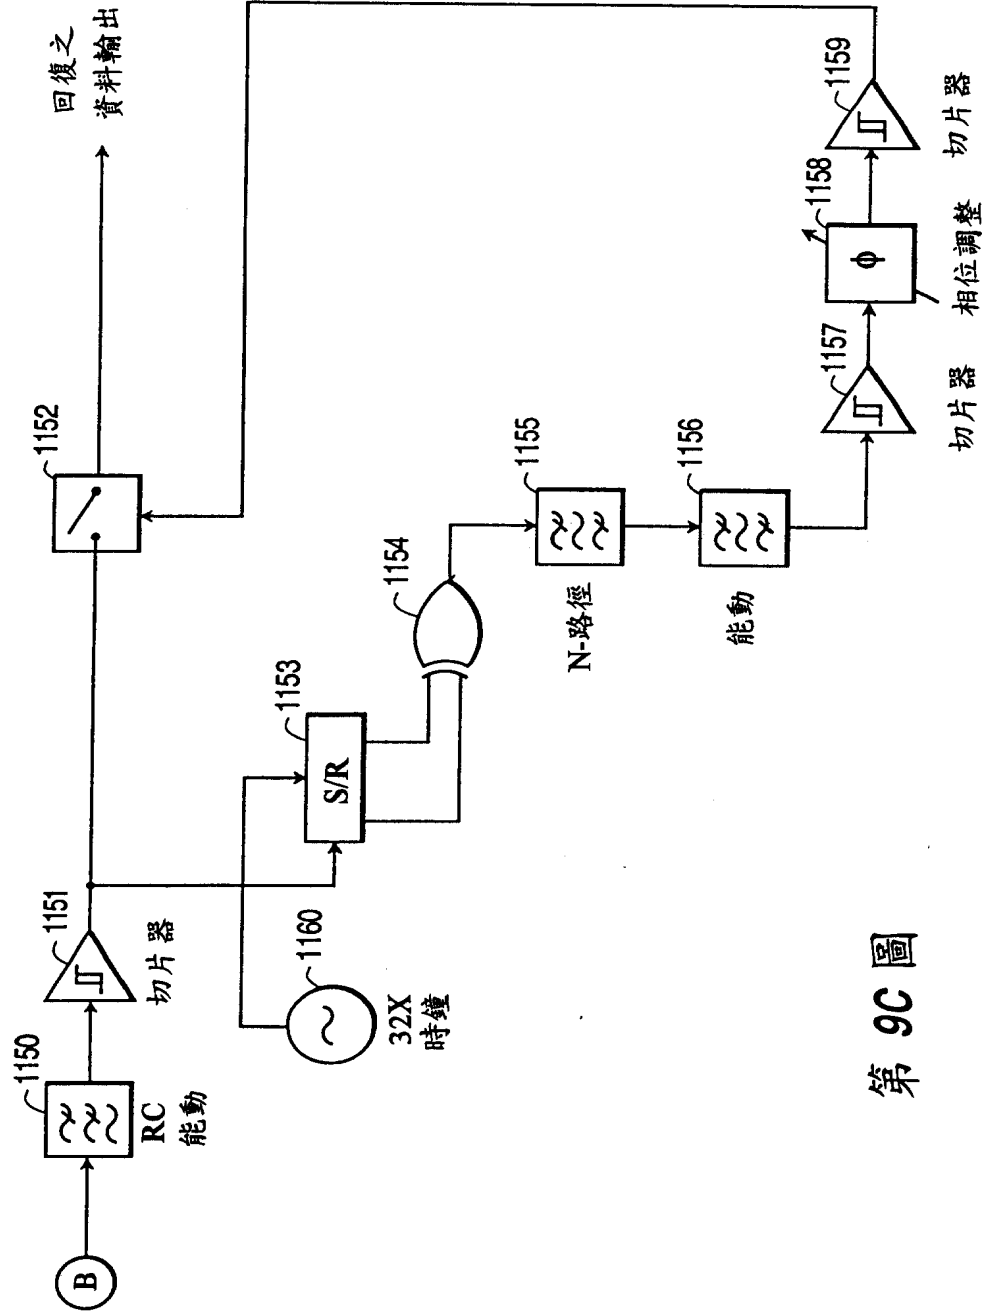 回復之
資料輸出
1152
1151
切片器
1150
RC
能動
B
1160
32X
時鐘
1153
S/R
1154
1155
N-路徑
1156
能動
1157
切片器
1158
Φ
相位調整
1159
切片器
第 9C 圖